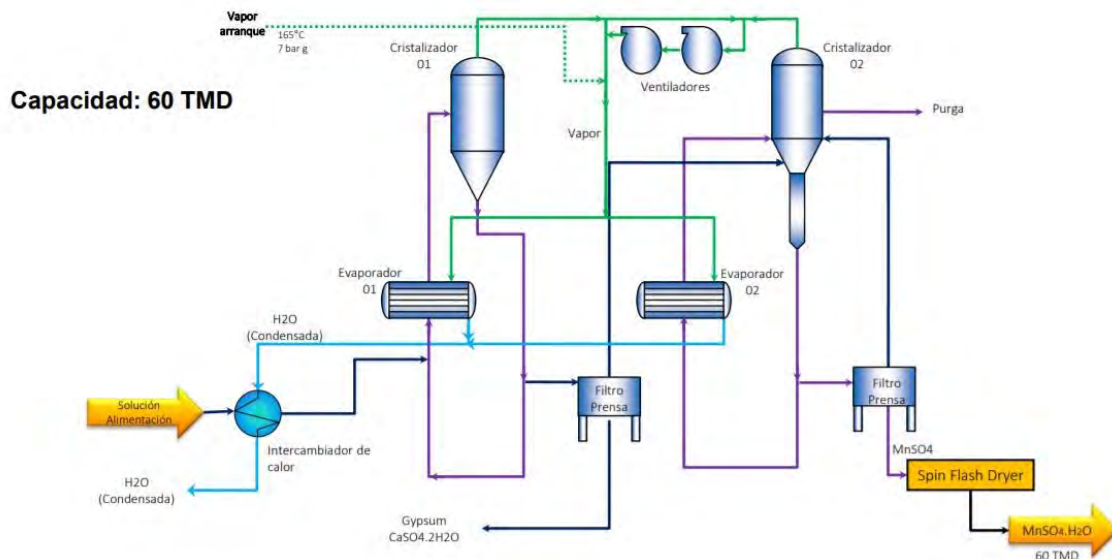 Vapor
arranque
165°C
7 bar g
Cristalizador
01
Ventiladores
Cristalizador
02
Capacidad: 60 TMD
Purga
Vapor
Evaporador
01
Evaporador
02
H2O
(Condensada)
Filtro
Prensa
Filtro
Prensa
Solución
Alimentación
Intercambiador de
calor
MnSO4
Spin Flash Dryer
H2O
(Condensada)
Gypsum
CaSO4.2H2O
MnSO4.H2O
60 TMD